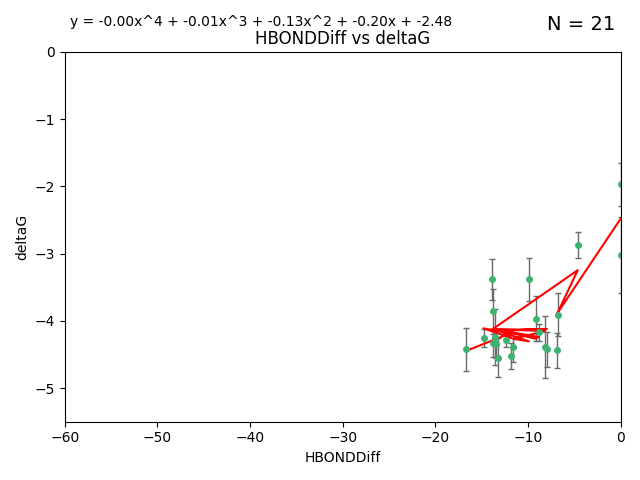 y = -0.00x^4 + -0.01x^3 + -0.13x^2 + -0.20x + -2.48
N = 21
HBONDDiff vs deltaG
0
−1
−2
−3
−4
−5
deltaG
−60 −50 −40 −30 −20 −10 0
HBONDDiff